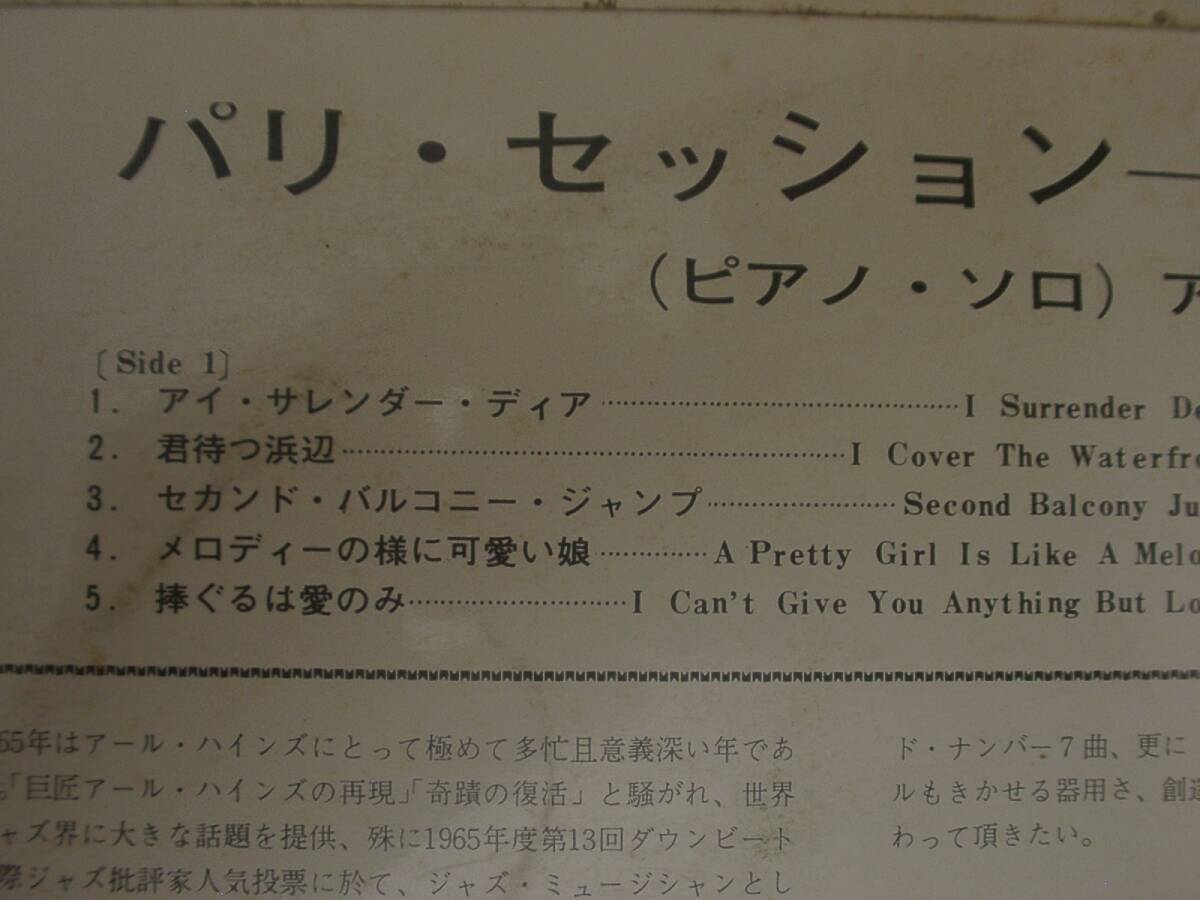 パリ・セッション—
(ピアノ・ソロ) ア
[Side 1]
1. アイ・サレンダー・ディア……I Surrender De
2. 君待つ浜辺……I Cover The Waterfro
3. セカンド・バルコニー・ジャンプ……Second Balcony Ju
4. メロディーの様に可愛い娘……A Pretty Girl Is Like A Melo
5. 捧ぐるは愛のみ……I Can't Give You Anything But Lo
65年はアール・ハインズにとって極めて多忙且意義深い年であ
。「巨匠アール・ハインズの再現」「奇蹟の復活」と騒がれ、世界
ャズ界に大きな話題を提供、殊に1965年度第13回ダウンビート
際ジャズ批評家人気投票に於て、ジャズ・ミュージシャンとし
ド・ナンバー7曲、更に
ルもきかせる器用さ、創造
わって頂きたい。